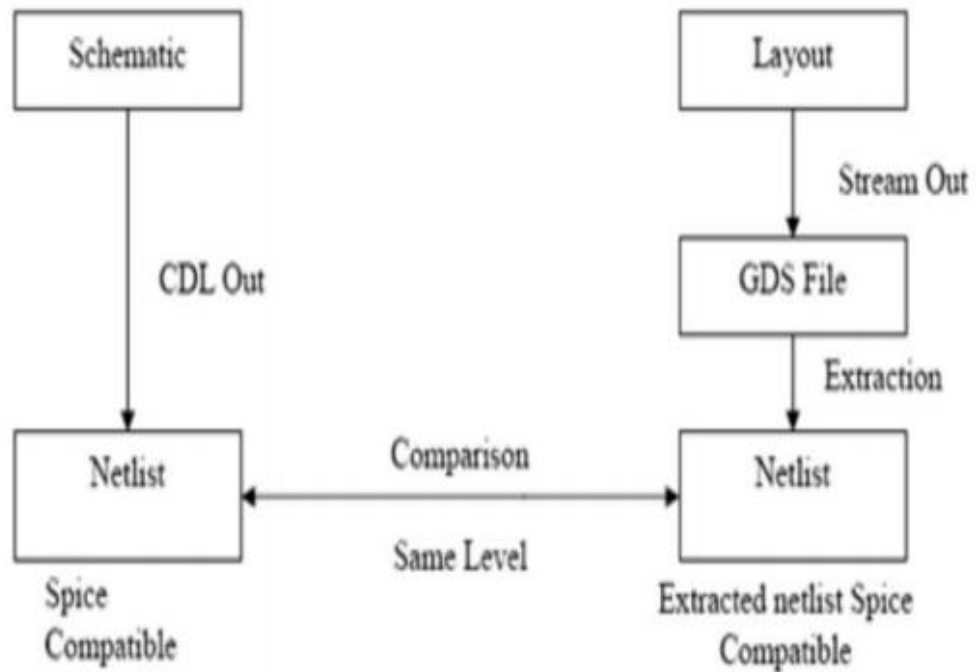 Schematic
Layout
Stream Out
CDL Out
GDS File
Extraction
Netlist
Comparison
Netlist
Same Level
Spice
Compatible
Extracted netlist Spice
Compatible